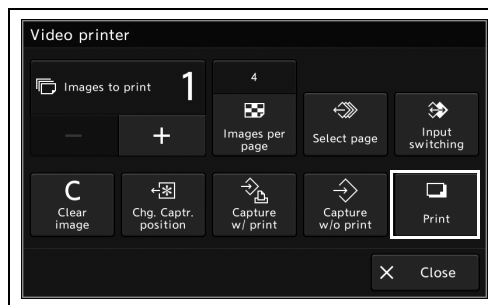 Video printer
Images to print 1
4
Images per
page
Select page
Input
switching
C
Clear
image
Chg. Captr.
position
Capture
w/ print
Capture
w/o print
Print
Close